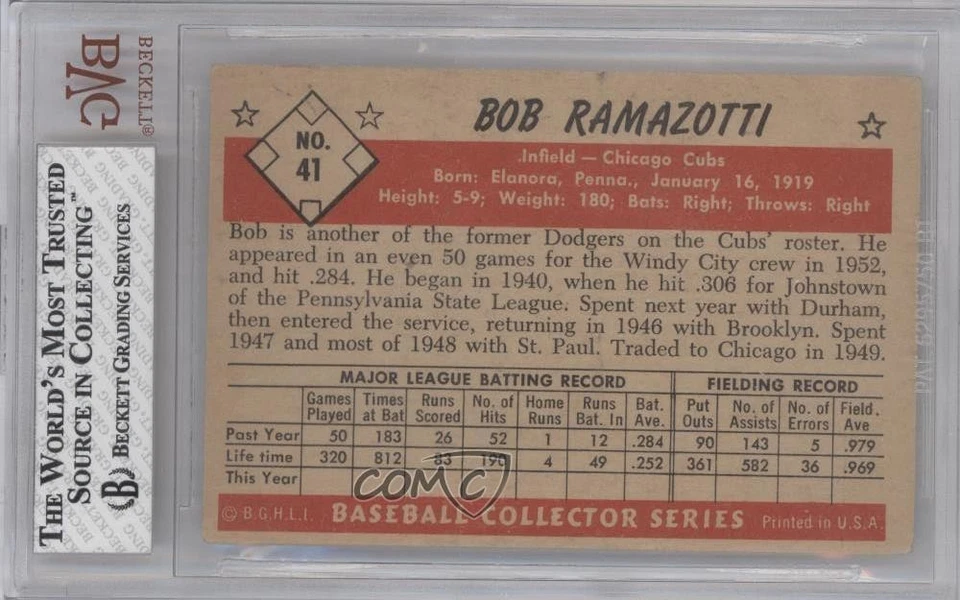 BECKETT®
BVG
THE WORLD'S MOST TRUSTED
SOURCE IN COLLECTING™
B BECKETT GRADING SERVICES
NO.
41
BOB RAMAZOTTI
Infield — Chicago Cubs
Born: Elanora, Penna., January 16, 1919
Height: 5-9; Weight: 180; Bats: Right; Throws: Right
Bob is another of the former Dodgers on the Cubs' roster. He
appeared in an even 50 games for the Windy City crew in 1952,
and hit .284. He began in 1940, when he hit .306 for Johnstown
of the Pennsylvania State League. Spent next year with Durham,
then entered the service, returning in 1946 with Brooklyn. Spent
1947 and most of 1948 with St. Paul. Traded to Chicago in 1949.
MAJOR LEAGUE BATTING RECORD FIELDING RECORD
Games Times Runs No. of Home Runs Bat. Put No. of No. of Field.
Played at Bat Scored Hits Runs Bat. In Ave. Outs Assists Errors Ave
Past Year 50 183 26 52 1 12 .284 90 143 5 .979
Life time 320 812 83 190 4 49 .252 361 582 36 .969
This Year
COMC
© B.G.H.L.I. BASEBALL COLLECTOR SERIES Printed in U.S.A.